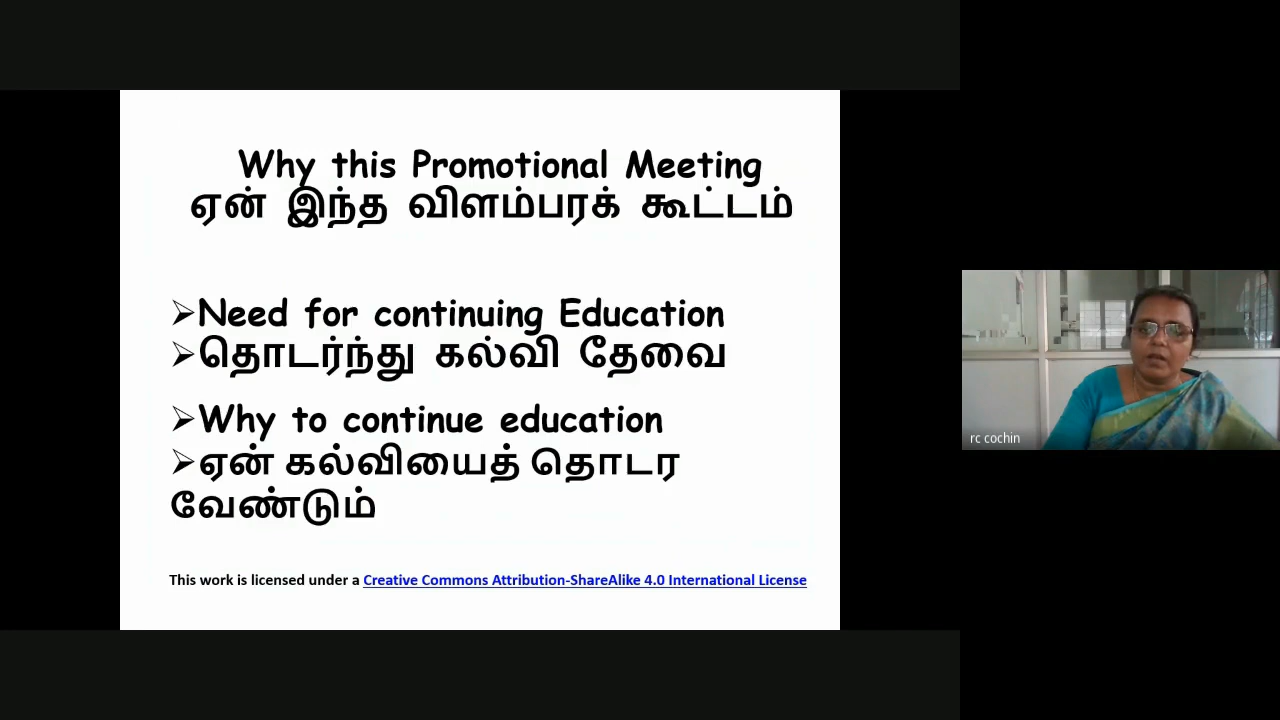 Why this Promotional Meeting
ஏன் இந்த விளம்பரக் கூட்டம்
➢Need for continuing Education
➢தொடர்ந்து கல்வி தேவை
➢Why to continue education
➢ஏன் கல்வியைத் தொடர
வேண்டும்
This work is licensed under a Creative Commons Attribution-ShareAlike 4.0 International License
rc cochin